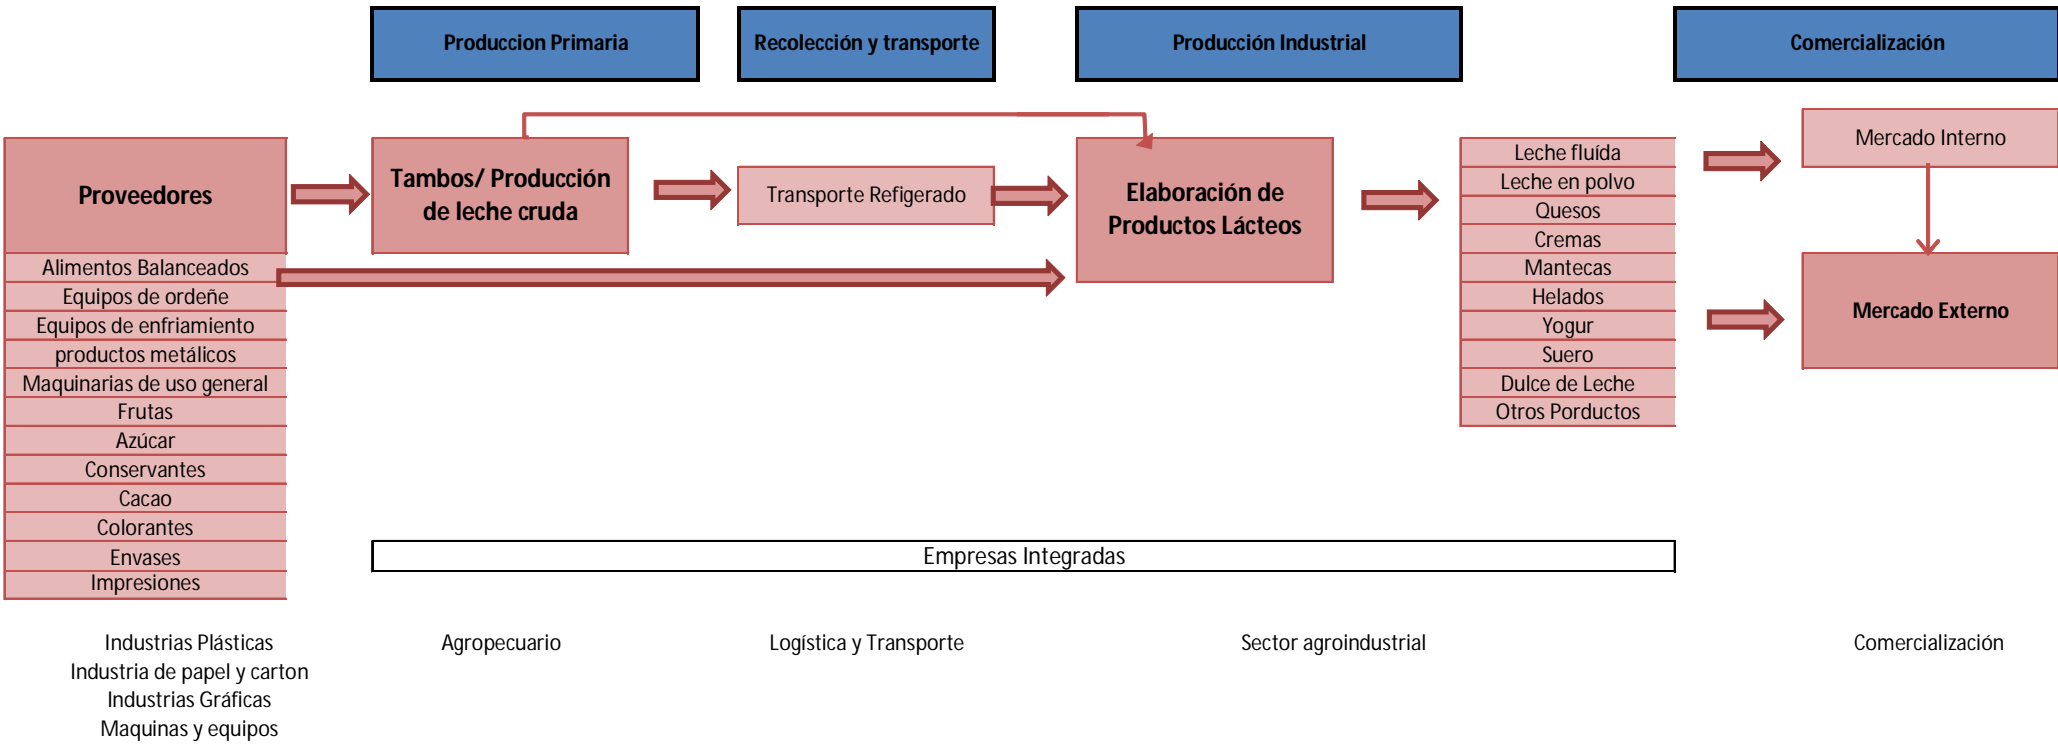 Produccion Primaria
Recolección y transporte
Producción Industrial
Comercialización
Proveedores
Alimentos Balanceados
Equipos de ordeñe
Equipos de enfriamiento
productos metálicos
Maquinarias de uso general
Frutas
Azúcar
Conservantes
Cacao
Colorantes
Envases
Impresiones
Tambos/ Producción
de leche cruda
Transporte Refigerado
Elaboración de
Productos Lácteos
Leche fluída
Leche en polvo
Quesos
Cremas
Mantecas
Helados
Yogur
Suero
Dulce de Leche
Otros Porductos
Mercado Interno
Mercado Externo
Empresas Integradas
Industrias Plásticas
Industria de papel y carton
Industrias Gráficas
Maquinas y equipos
Agropecuario
Logística y Transporte
Sector agroindustrial
Comercialización